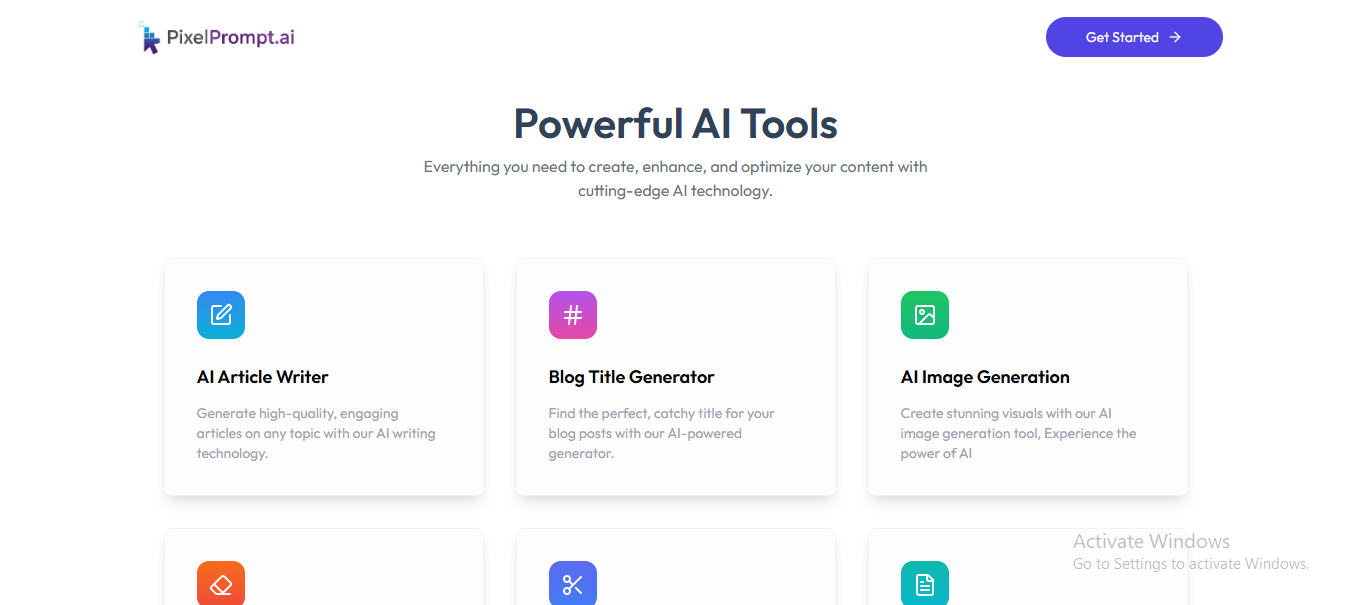 PixelPrompt.ai
Get Started
Powerful AI Tools
Everything you need to create, enhance, and optimize your content with
cutting-edge AI technology.
AI Article Writer
Generate high-quality, engaging
articles on any topic with our AI writing
technology.
Blog Title Generator
Find the perfect, catchy title for your
blog posts with our AI-powered
generator.
AI Image Generation
Create stunning visuals with our AI
image generation tool, Experience the
power of AI
Activate Windows
Go to Settings to activate Windows.